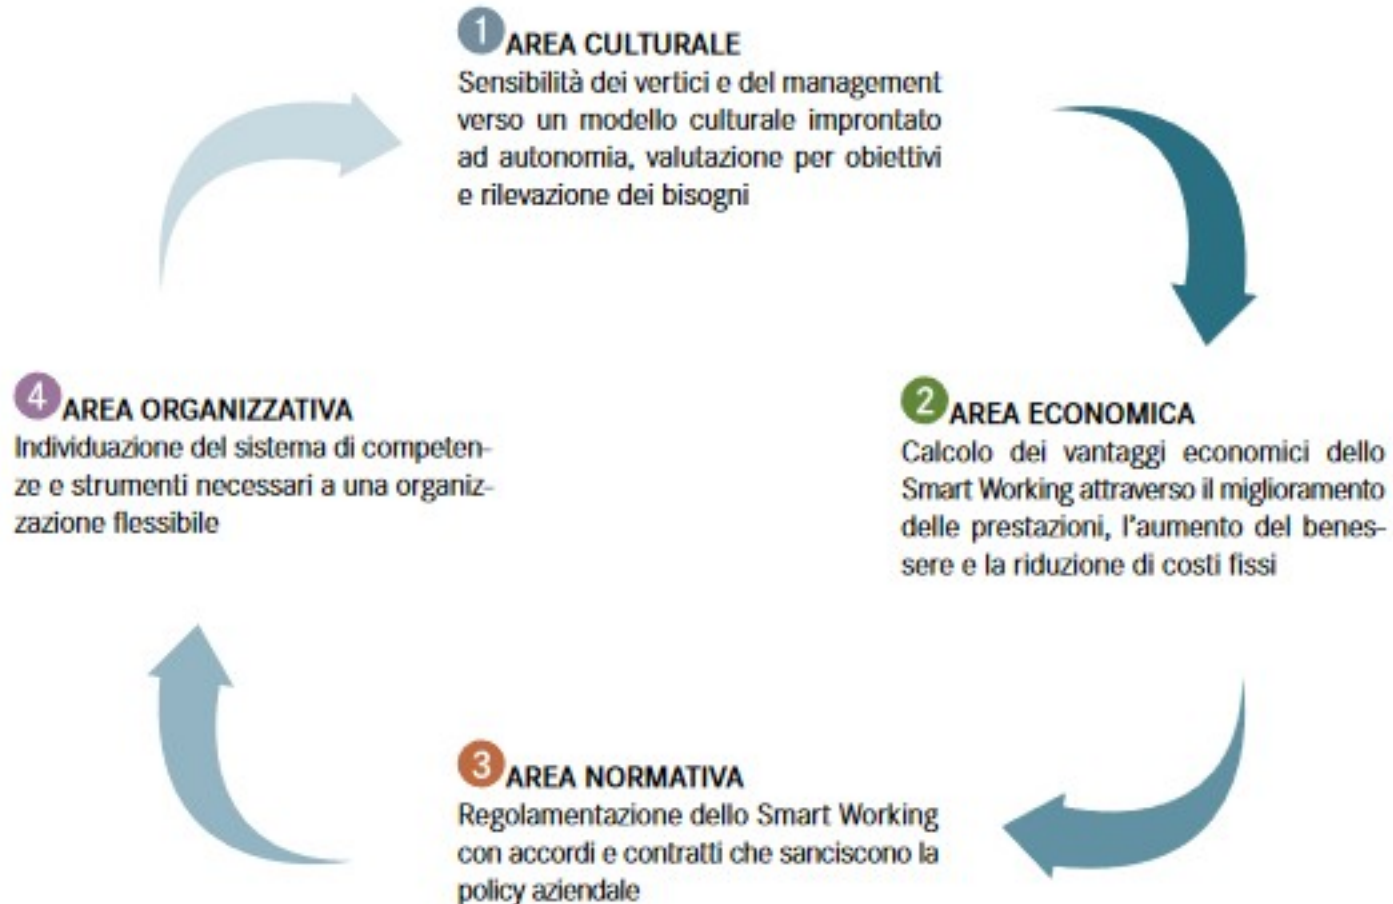 1 AREA CULTURALE
Sensibilità dei vertici e del management
verso un modello culturale improntato
ad autonomia, valutazione per obiettivi
e rilevazione dei bisogni
2 AREA ECONOMICA
Calcolo dei vantaggi economici dello
Smart Working attraverso il miglioramento
delle prestazioni, l'aumento del benes-
sere e la riduzione di costi fissi
3 AREA NORMATIVA
Regolamentazione dello Smart Working
con accordi e contratti che sanciscono la
policy aziendale
4 AREA ORGANIZZATIVA
Individuazione del sistema di competen-
ze e strumenti necessari a una organiz-
zazione flessibile